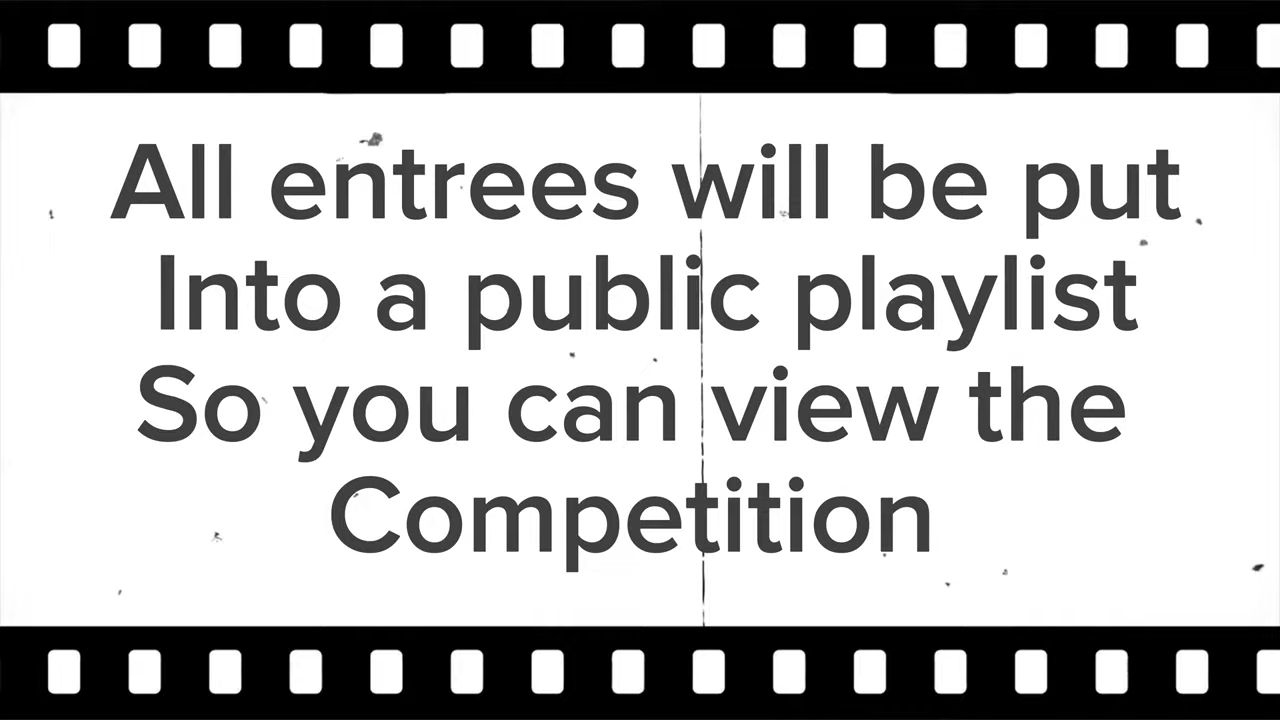 All entrees will be put
Into a public playlist
So you can view the
Competition